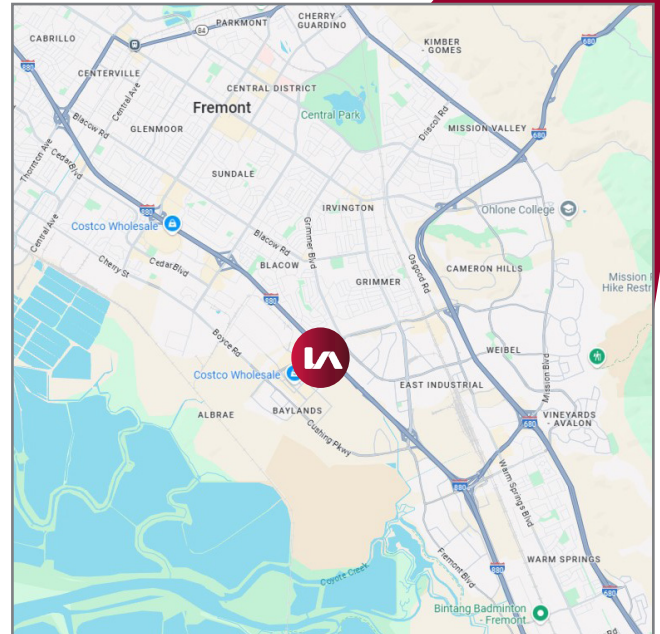 CHERRY -
GUARDINO
PARKMONT
CABRILLO
84
KIMBER
- GOMES
680
880
CENTERVILLE
CENTRAL DISTRICT
Central Ave
Fremont
Central Park
Blacow Rd
GLENMOOR
Driscoll Rd
MISSION VALLEY
680
Thornton Ave
Cedar Blvd
SUNDALE
Central Ave
880
IRVINGTON
Ohlone College
Costco Wholesale
Blacow Rd
Grimmer Blvd
Cherry St
Cedar Blvd
BLACOW
Osgood Rd
CAMERON HILLS
Mission
Hike Restr
880
GRIMMER
Boyce Rd
WEIBEL
Mission Blvd
Costco Wholesale
EAST INDUSTRIAL
ALBRAE
BAYLANDS
VINEYARDS
- AVALON
680
Cushing Pkwy
Warm Springs Blvd
880
Fremont Blvd
WARM SPRINGS
Coyote Creek
880
680
Bintang Badminton
- Fremont
Rd